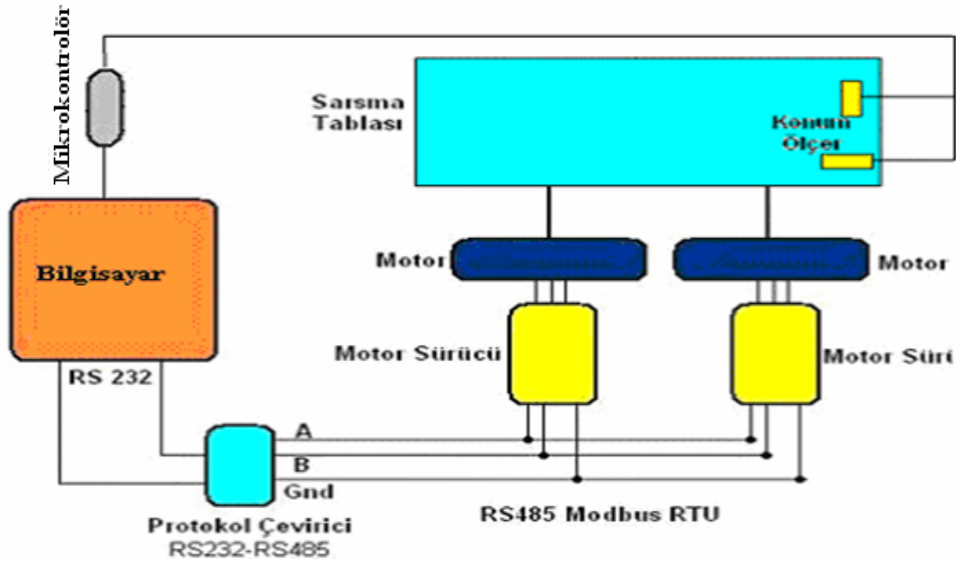 Mikrokontrolör
Sarsma
Tablası
Konum
Ölçer
Bilgisayar
Motor
Motor
Motor Sürücü
Motor Sürü
RS 232
A
B
Gnd
RS485 Modbus RTU
Protokol Çevirici
RS232-RS485